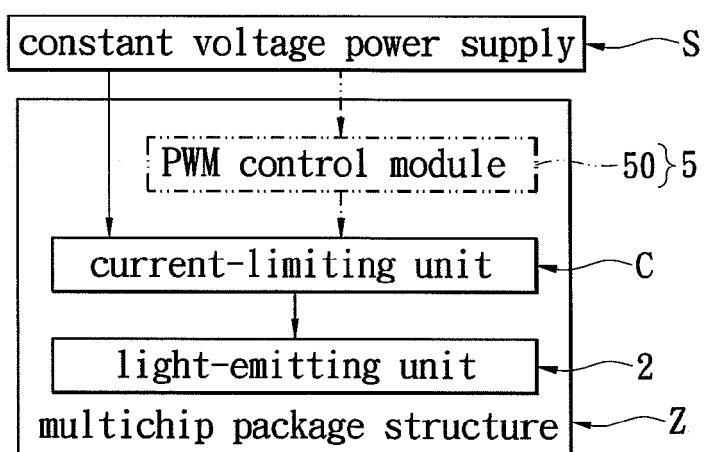 constant voltage power supply S
PWM control module 50}5
current-limiting unit C
light-emitting unit 2
multichip package structure Z